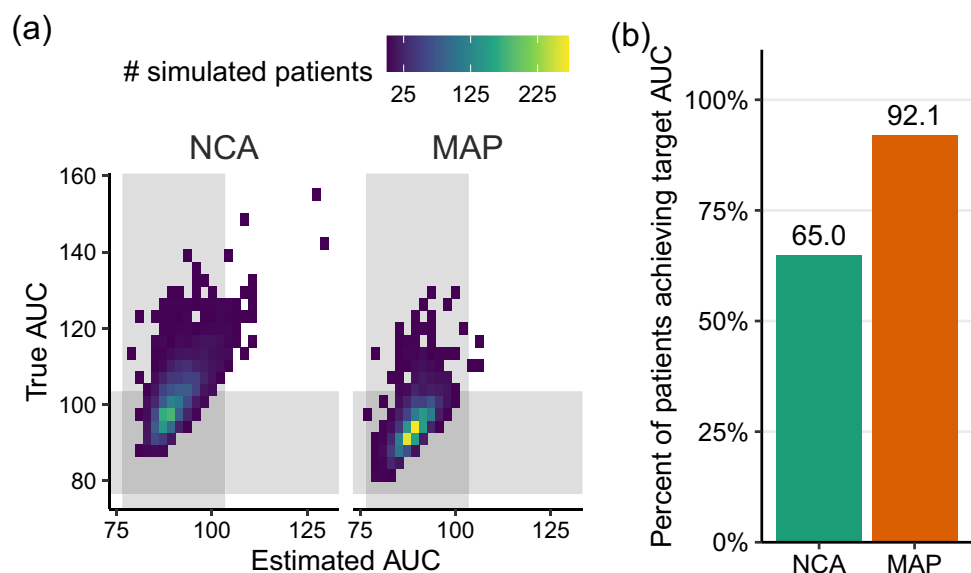 (a)
# simulated patients
25 125 225
NCA MAP
160
140
120
100
80
True AUC
75 100 125 75 100 125
Estimated AUC
(b)
Percent of patients achieving target AUC
100%
75%
50%
25%
0%
65.0
92.1
NCA MAP